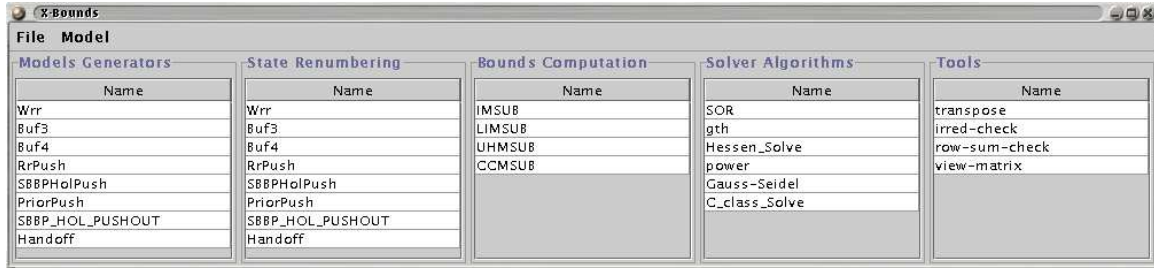 X-Bounds
File Model
Models Generators State Renumbering Bounds Computation Solver Algorithms Tools
Name Name Name Name Name
Wrr Wrr IMSUB SOR transpose
Buf3 Buf3 LIMSUB gth irred-check
Buf4 Buf4 UHMSUB Hessen_Solve row-sum-check
RrPush RrPush CCMSUB power view-matrix
SBBPHolPush SBBPHolPush Gauss-Seidel
PriorPush PriorPush C_class_Solve
SBBP_HOL_PUSHOUT SBBP_HOL_PUSHOUT
Handoff Handoff